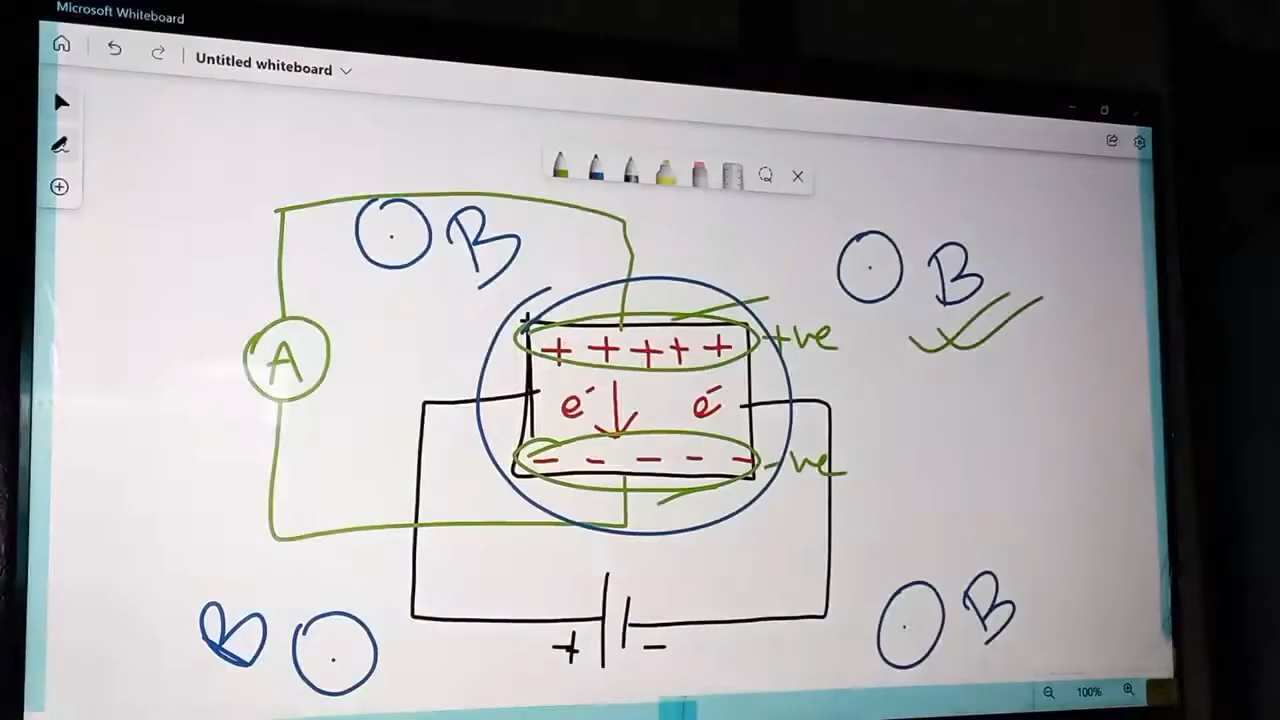 Microsoft Whiteboard
Untitled whiteboard
B
B
+ + + + +
+ve
A
e⁻ e⁻
- - - - -
-ve
B
+ -
B
100%